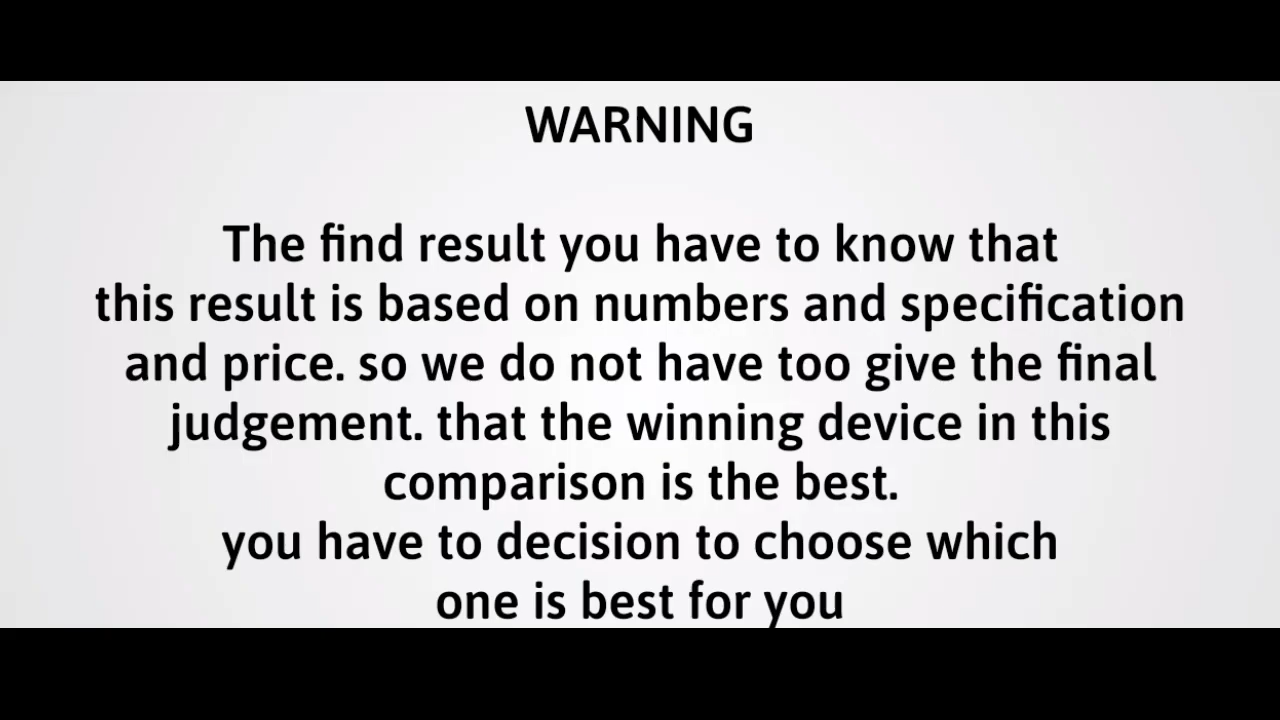 WARNING
The find result you have to know that
this result is based on numbers and specification
and price. so we do not have too give the final
judgement. that the winning device in this
comparison is the best.
you have to decision to choose which
one is best for you